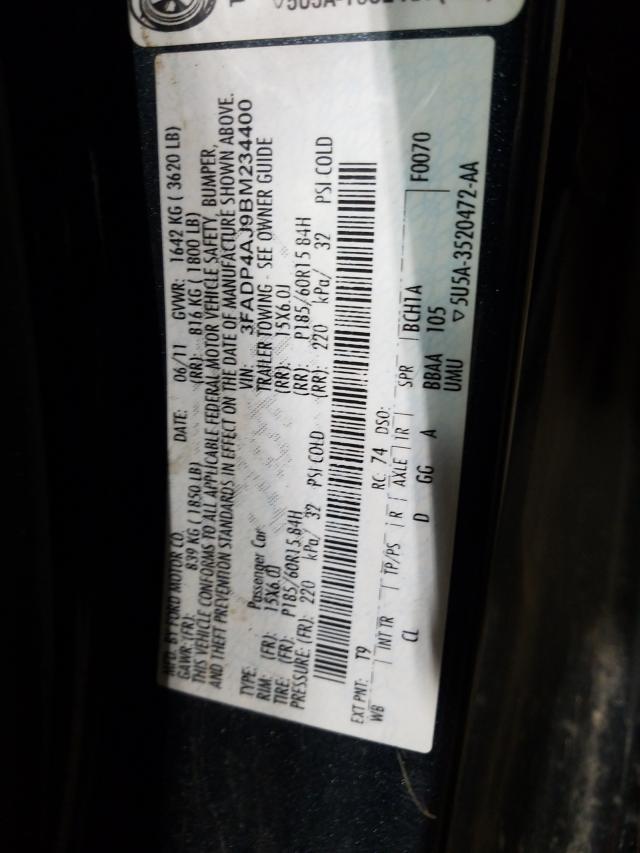 MFD. BY FORD MOTOR CO. DATE: 06/11 GVWR: 1642 KG ( 3620 LB)
GAWR: (FR): 839 KG ( 1850 LB) (RR): 816 KG ( 1800 LB)
THIS VEHICLE CONFORMS TO ALL APPLICABLE FEDERAL MOTOR VEHICLE SAFETY, BUMPER,
AND THEFT PREVENTION STANDARDS IN EFFECT ON THE DATE OF MANUFACTURE SHOWN ABOVE.
VIN: 3FADP4AJ9BM234400
TYPE: Passenger Car TRAILER TOWING - SEE OWNER GUIDE
RIM: (FR): 15X6.0J (RR): 15X6.0J
TIRE: (FR): P185/60R15 84H (RR): P185/60R15 84H
PRESSURE: (FR): 220 kPa/ 32 PSI COLD (RR): 220 kPa/ 32 PSI COLD
EXT PNT: T9 RC: 74 DSO: F0070
WB INT TR TP/PS R AXLE TR SPR BCH1A
CL D GG A BBAA 105
UMU
▽5U5A-3520472-AA